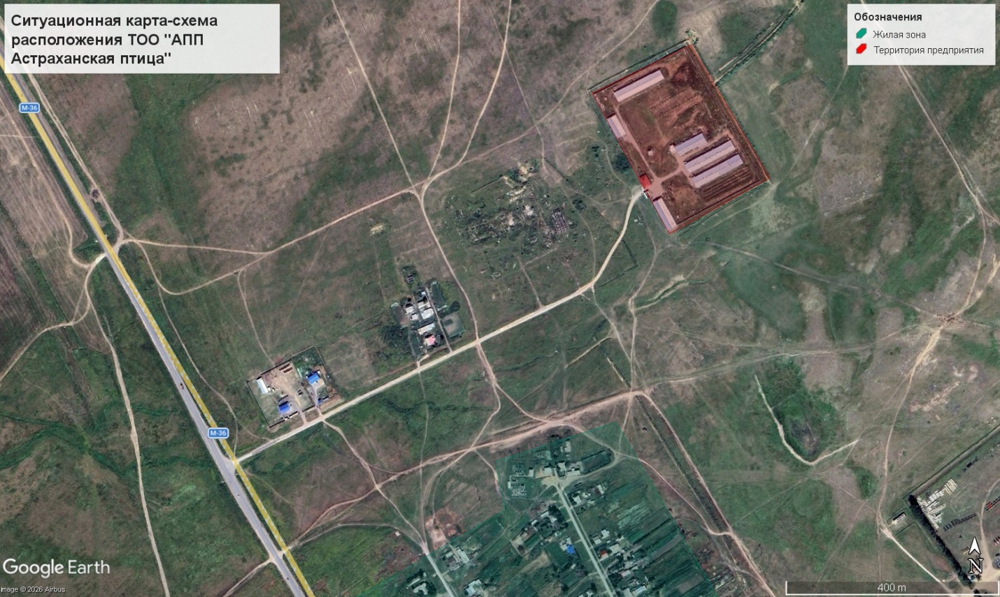 Ситуационная карта-схема
расположения ТОО "АПП
Астраханская птица"
Обозначения
Жилая зона
Территория предприятия
M-36
M-36
Google Earth
Image © 2026 Airbus
N
400 m